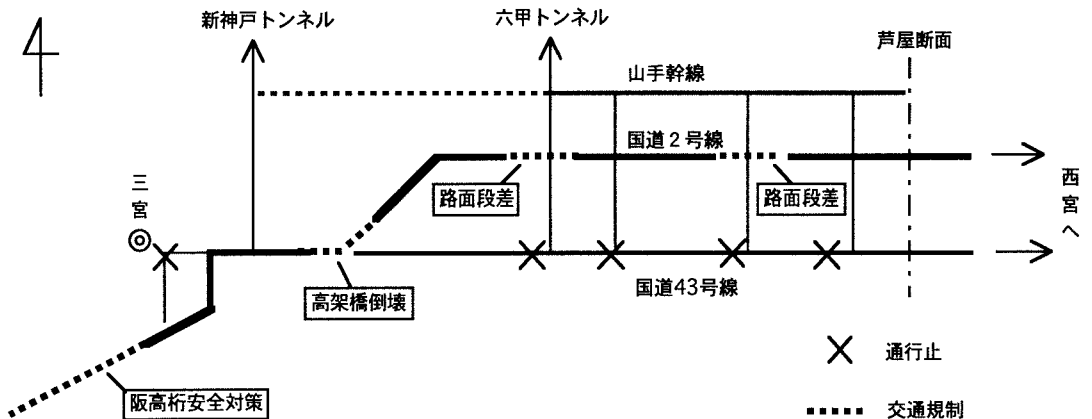 新神戸トンネル
六甲トンネル
芦屋断面
山手幹線
国道2号線
路面段差
路面段差
三宮
西宮へ
高架橋倒壊
国道43号線
通行止
阪高桁安全対策
交通規制